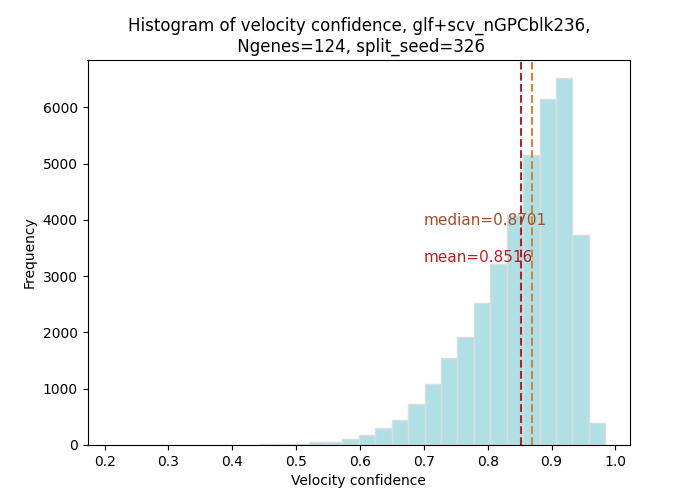 Histogram of velocity confidence, glf+scv_nGPCblk236,
Ngenes=124, split_seed=326
Frequency
6000
5000
4000
3000
2000
1000
0
median=0.8701
mean=0.8516
0.2 0.3 0.4 0.5 0.6 0.7 0.8 0.9 1.0
Velocity confidence